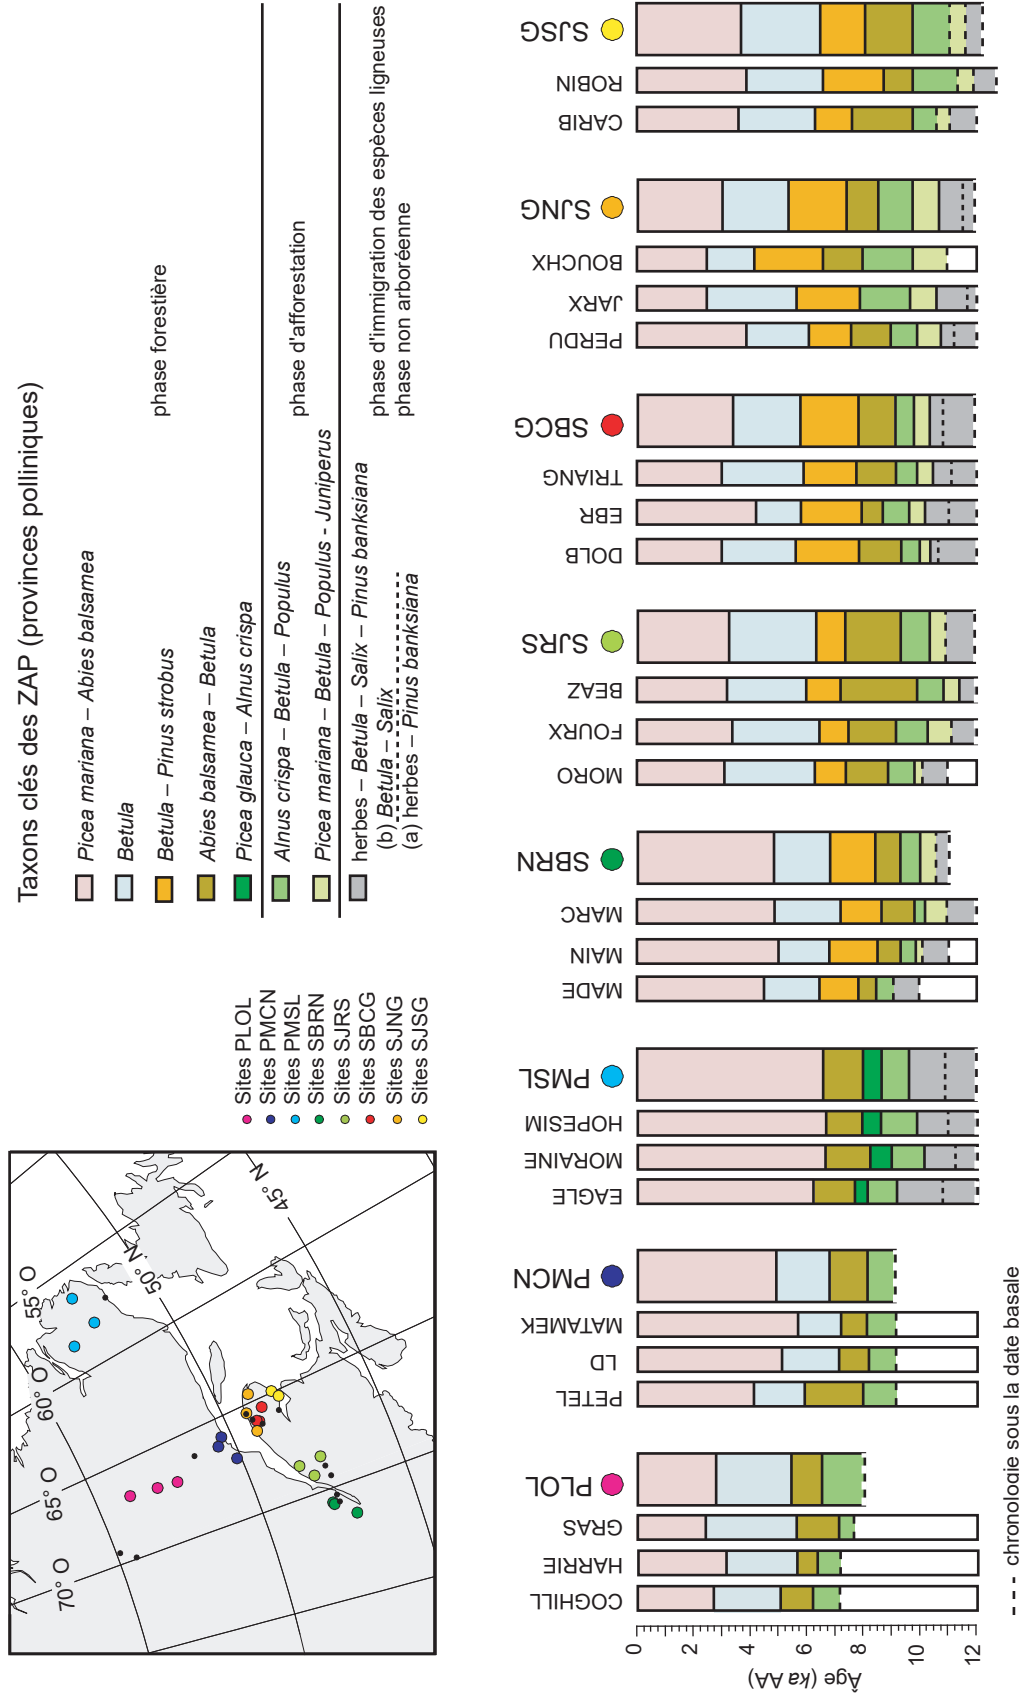 Taxons clés des ZAP (provinces polliniques)
Picea mariana – Abies balsamea
Betula
Betula – Pinus strobus
phase forestière
Abies balsamea – Betula
Picea glauca – Alnus crispa
Alnus crispa – Betula – Populus
phase d'afforestation
Picea mariana – Betula – Populus - Juniperus
herbes – Betula – Salix – Pinus banksiana
phase d'immigration des espèces ligneuses
(b) Betula – Salix
phase non arboréenne
(a) herbes – Pinus banksiana
70° O
65° O
60° O
55° O
50° N
45° N
Sites PLOL
Sites PMCN
Sites PMSL
Sites SBRN
Sites SJRS
Sites SBCG
Sites SJNG
Sites SJSG
COGHILL
HARRIE
GRAS
PLOL
PETEL
LD
MATAMEK
PMCN
EAGLE
MORAINE
HOPESIM
PMSL
MADE
MAIN
MARC
SBRN
MORO
FOURX
BEAZ
SJRS
DOLB
EBR
TRIANG
SBCG
PERDU
JARX
BOUCHX
SJNG
CARIB
ROBIN
SJSG
0
2
4
6
8
10
12
Âge (ka AA)
--- chronologie sous la date basale